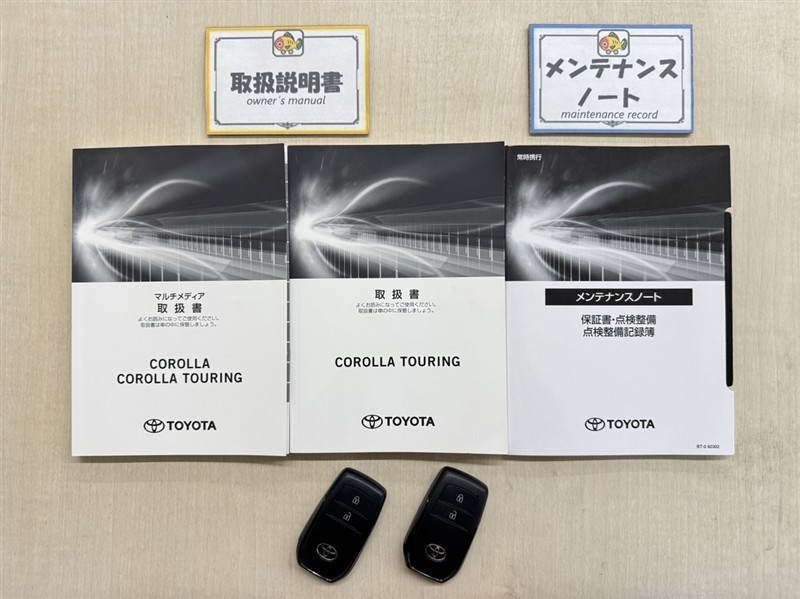 取扱説明書
owner's manual
メンテナンス
ノート
maintenance record
マルチメディア
取扱書
よくお読みになってご使用ください。
取扱書は車の中に保管しましょう。
COROLLA
COROLLA TOURING
TOYOTA
取扱書
よくお読みになってご使用ください。
取扱書は車の中に保管しましょう。
COROLLA TOURING
TOYOTA
常時携行
メンテナンスノート
保証書・点検整備
点検整備記録簿
TOYOTA